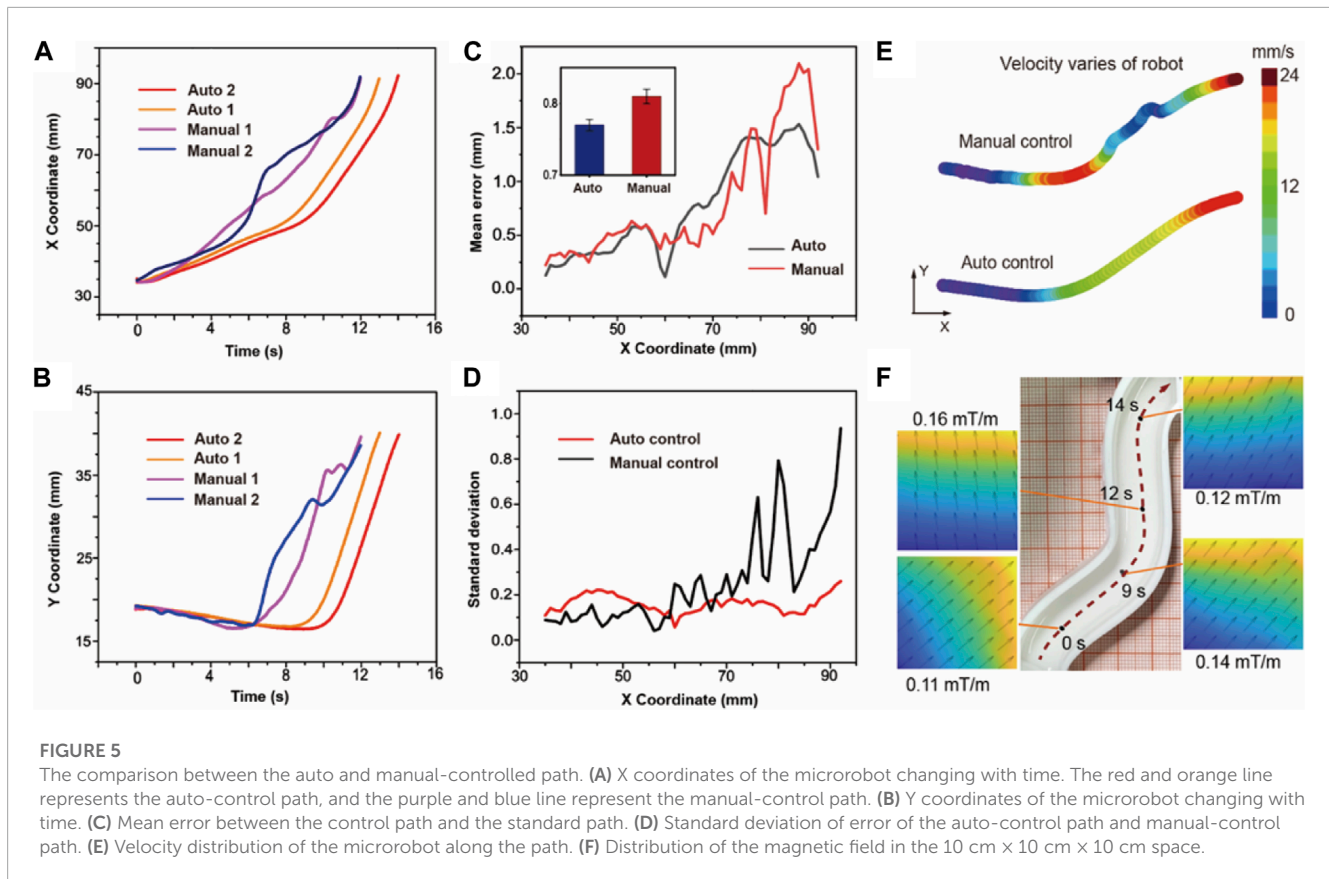 A
X Coordinate (mm)
90
70
50
30
Auto 2
Auto 1
Manual 1
Manual 2
0
4
8
12
16
Time (s)
B
Y Coordinate (mm)
45
35
25
15
Auto 2
Auto 1
Manual 1
Manual 2
0
4
8
12
16
Time (s)
C
Mean error (mm)
2.0
1.5
1.0
0.5
0.0
0.8
0.7
Auto
Manual
Auto
Manual
30
50
70
90
X Coordinate (mm)
D
Standard deviation
1.0
0.8
0.6
0.4
0.2
0.0
Auto control
Manual control
30
50
70
90
X Coordinate (mm)
E
mm/s
Velocity varies of robot
24
12
0
Manual control
Auto control
Y
X
F
0.16 mT/m
14 s
0.12 mT/m
12 s
9 s
0 s
0.11 mT/m
0.14 mT/m
FIGURE 5
The comparison between the auto and manual-controlled path. (A) X coordinates of the microrobot changing with time. The red and orange line
represents the auto-control path, and the purple and blue line represent the manual-control path. (B) Y coordinates of the microrobot changing with
time. (C) Mean error between the control path and the standard path. (D) Standard deviation of error of the auto-control path and manual-control
path. (E) Velocity distribution of the microrobot along the path. (F) Distribution of the magnetic field in the 10 cm × 10 cm × 10 cm space.